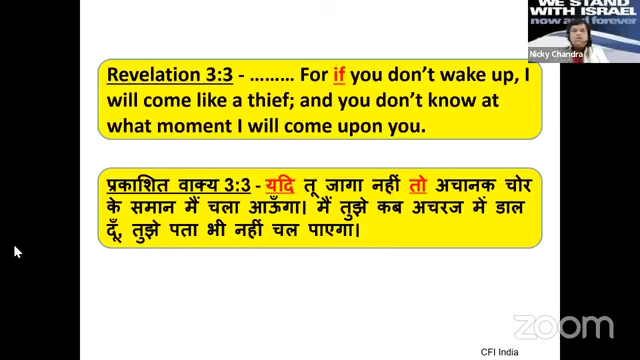 WE STAND
WITH ISRAEL
now and forever
Nicky Chandra
Revelation 3:3 - ……… For if you don’t wake up, I
will come like a thief; and you don’t know at
what moment I will come upon you.
प्रकाशित वाक्य 3:3 - यदि तू जागा नहीं तो अचानक चोर
के समान मैं चला आऊँगा। मैं तुझे कब अचरज में डाल
दूँ, तुझे पता भी नहीं चल पाएगा।
zoom
CFI India